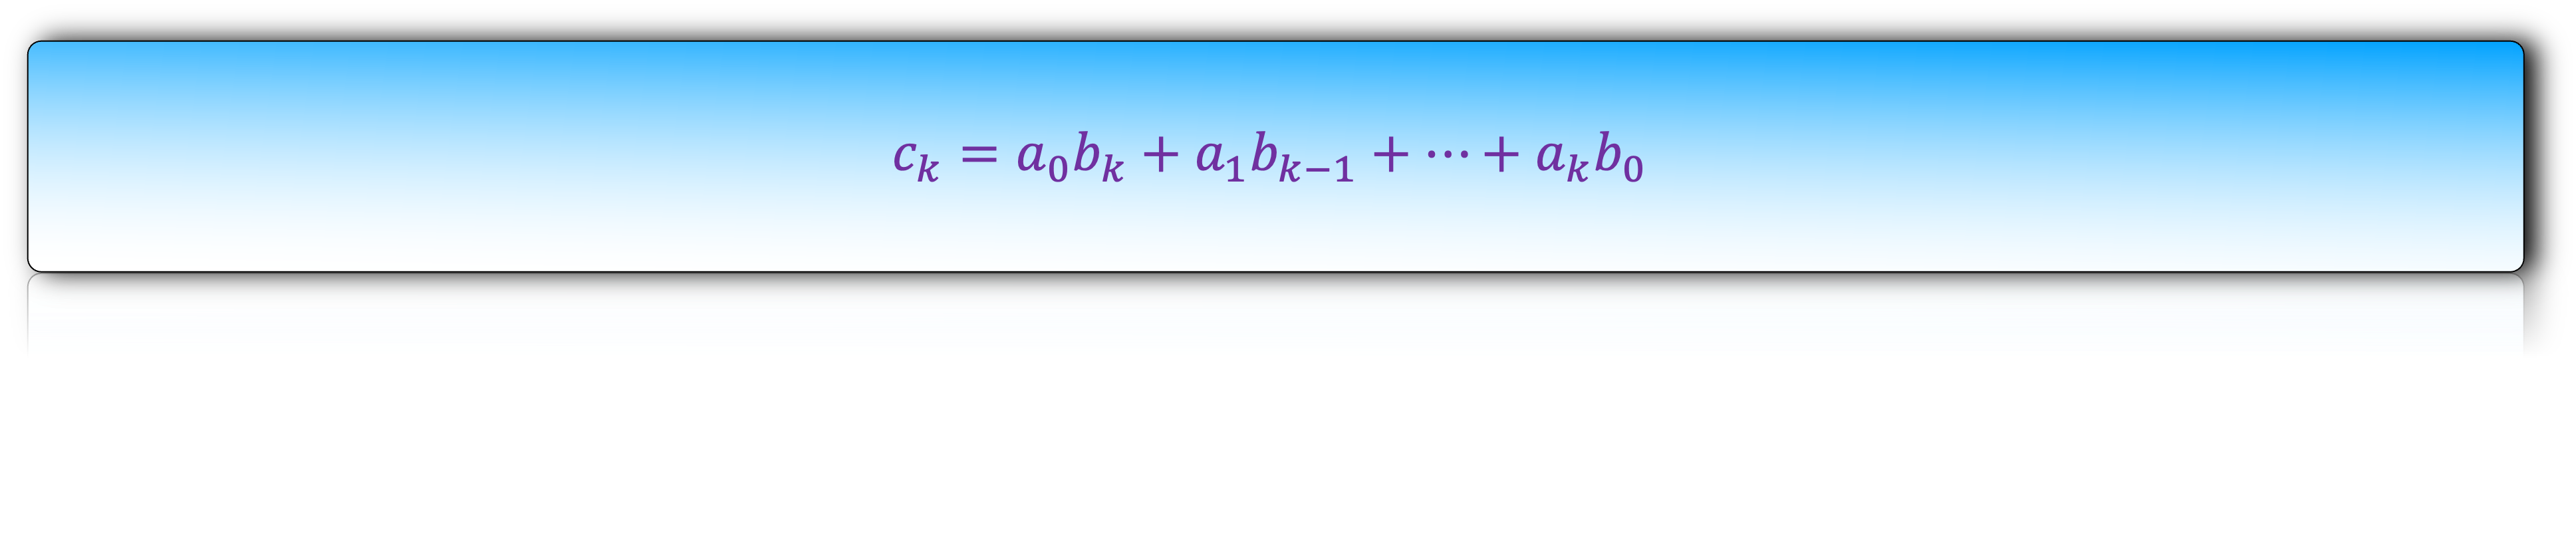 c_k = a_0b_k + a_1b_{k−1} + ⋯ + a_kb_0